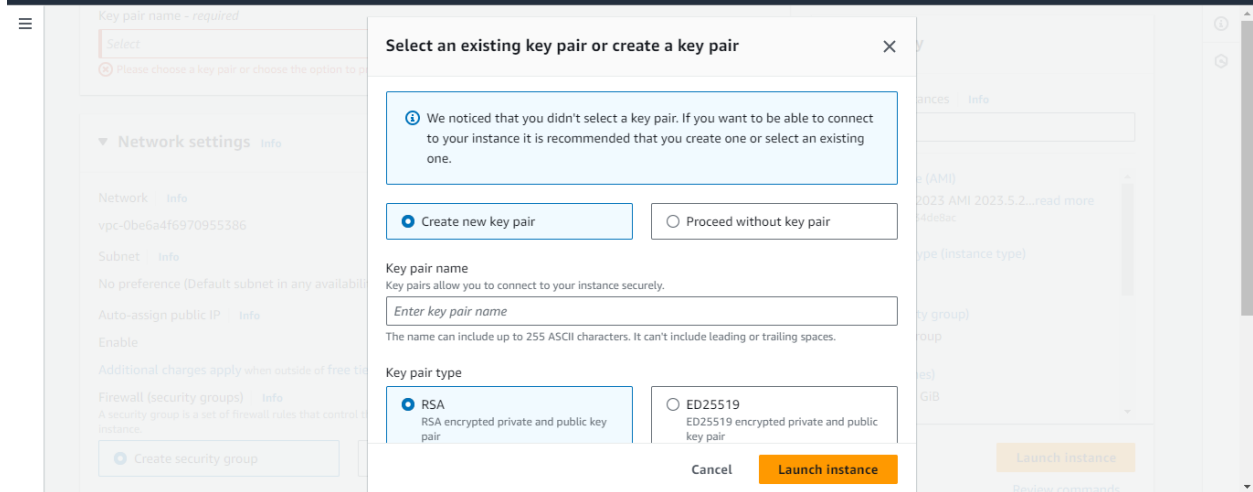 Key pair name - required
Select
Please choose a key pair or choose the option to
Network settings Info
Network Info
vpc-0be6a4f6970955386
Subnet Info
No preference (Default subnet in any
Auto-assign public IP Info
Enable
Additional charges apply when outside of free
Firewall (security groups) Info
A security group is a set of firewall rules that control
instance.
Create security group
Select an existing key pair or create a key pair
We noticed that you didn't select a key pair. If you want to be able to connect
to your instance it is recommended that you create one or select an existing
one.
Create new key pair
Proceed without key pair
Key pair name
Key pairs allow you to connect to your instance securely.
Enter key pair name
The name can include up to 255 ASCII characters. It can't include leading or trailing spaces.
Key pair type
RSA
RSA encrypted private and public key
pair
ED25519
ED25519 encrypted private and public
key pair
Cancel
Launch instance
Info
(AMI)
2023 AMI 2023.5.2...read more
(instance type)
group)
GiB
Launch instance
Review commands